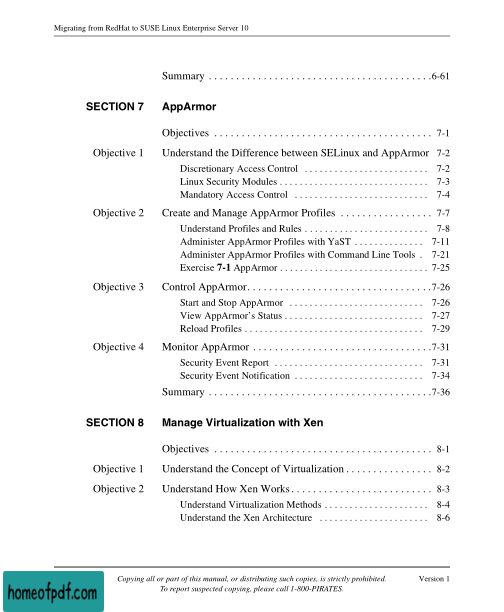 Migrating from RedHat to SUSE Linux Enterprise Server 10
Summary . . . . . . . . . . . . . . . . . . . . . . . . . . . . . . . . . . . . . . . . .6-61
SECTION 7 AppArmor
Objectives . . . . . . . . . . . . . . . . . . . . . . . . . . . . . . . . . . . . . . . . 7-1
Objective 1 Understand the Difference between SELinux and AppArmor 7-2
Discretionary Access Control . . . . . . . . . . . . . . . . . . . . . . . . 7-2
Linux Security Modules . . . . . . . . . . . . . . . . . . . . . . . . . . . . . 7-3
Mandatory Access Control . . . . . . . . . . . . . . . . . . . . . . . . . . 7-4
Objective 2 Create and Manage AppArmor Profiles . . . . . . . . . . . . . . . . . 7-7
Understand Profiles and Rules . . . . . . . . . . . . . . . . . . . . . . . . 7-8
Administer AppArmor Profiles with YaST . . . . . . . . . . . . . . 7-11
Administer AppArmor Profiles with Command Line Tools . 7-21
Exercise 7-1 AppArmor . . . . . . . . . . . . . . . . . . . . . . . . . . . . . 7-25
Objective 3 Control AppArmor. . . . . . . . . . . . . . . . . . . . . . . . . . . . . . . . . .7-26
Start and Stop AppArmor . . . . . . . . . . . . . . . . . . . . . . . . . . 7-26
View AppArmor's Status . . . . . . . . . . . . . . . . . . . . . . . . . . . 7-27
Reload Profiles . . . . . . . . . . . . . . . . . . . . . . . . . . . . . . . . . . . 7-29
Objective 4 Monitor AppArmor . . . . . . . . . . . . . . . . . . . . . . . . . . . . . . . . .7-31
Security Event Report . . . . . . . . . . . . . . . . . . . . . . . . . . . . . 7-31
Security Event Notification . . . . . . . . . . . . . . . . . . . . . . . . . 7-34
Summary . . . . . . . . . . . . . . . . . . . . . . . . . . . . . . . . . . . . . . . . .7-36
SECTION 8 Manage Virtualization with Xen
Objectives . . . . . . . . . . . . . . . . . . . . . . . . . . . . . . . . . . . . . . . . 8-1
Objective 1 Understand the Concept of Virtualization . . . . . . . . . . . . . . . . 8-2
Objective 2 Understand How Xen Works . . . . . . . . . . . . . . . . . . . . . . . . . . 8-3
Understand Virtualization Methods . . . . . . . . . . . . . . . . . . . . 8-4
Understand the Xen Architecture . . . . . . . . . . . . . . . . . . . . . 8-6
Copying all or part of this manual, or distributing such copies, is strictly prohibited. Version 1
To report suspected copying, please call 1-800-PIRATES.
homeofpdf.com